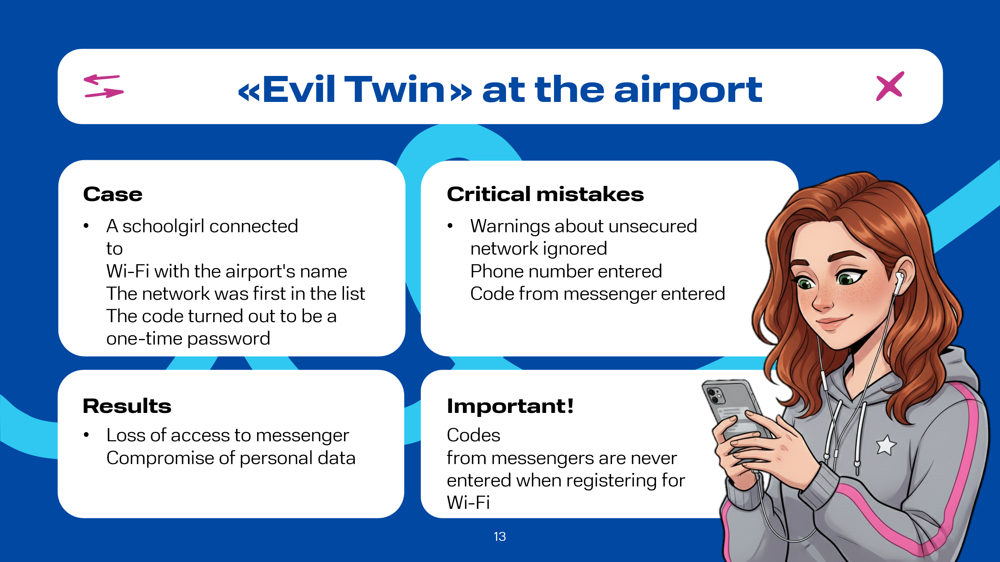 «Evil Twin» at the airport
Case
• A schoolgirl connected
to
Wi-Fi with the airport's name
The network was first in the list
The code turned out to be a
one-time password
Critical mistakes
• Warnings about unsecured
network ignored
Phone number entered
Code from messenger entered
Results
• Loss of access to messenger
Compromise of personal data
Important!
Codes
from messengers are never
entered when registering for
Wi-Fi
13